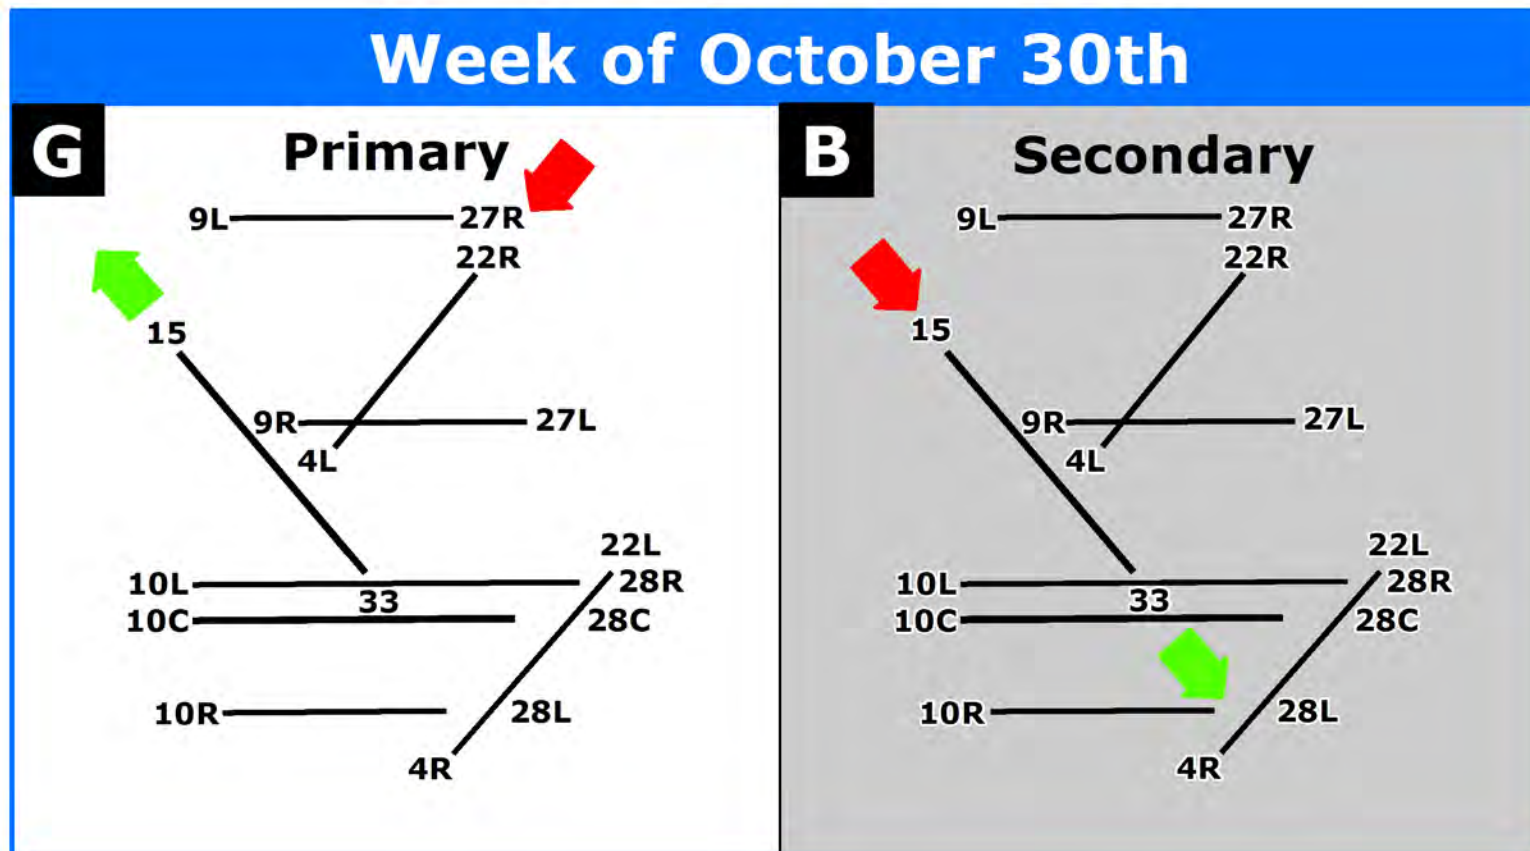 Week of October 30th
G
Primary
9L
27R
22R
15
9R
27L
4L
22L
10L
28R
33
10C
28C
10R
28L
4R
B
Secondary
9L
27R
22R
15
9R
27L
4L
22L
10L
28R
33
10C
28C
10R
28L
4R